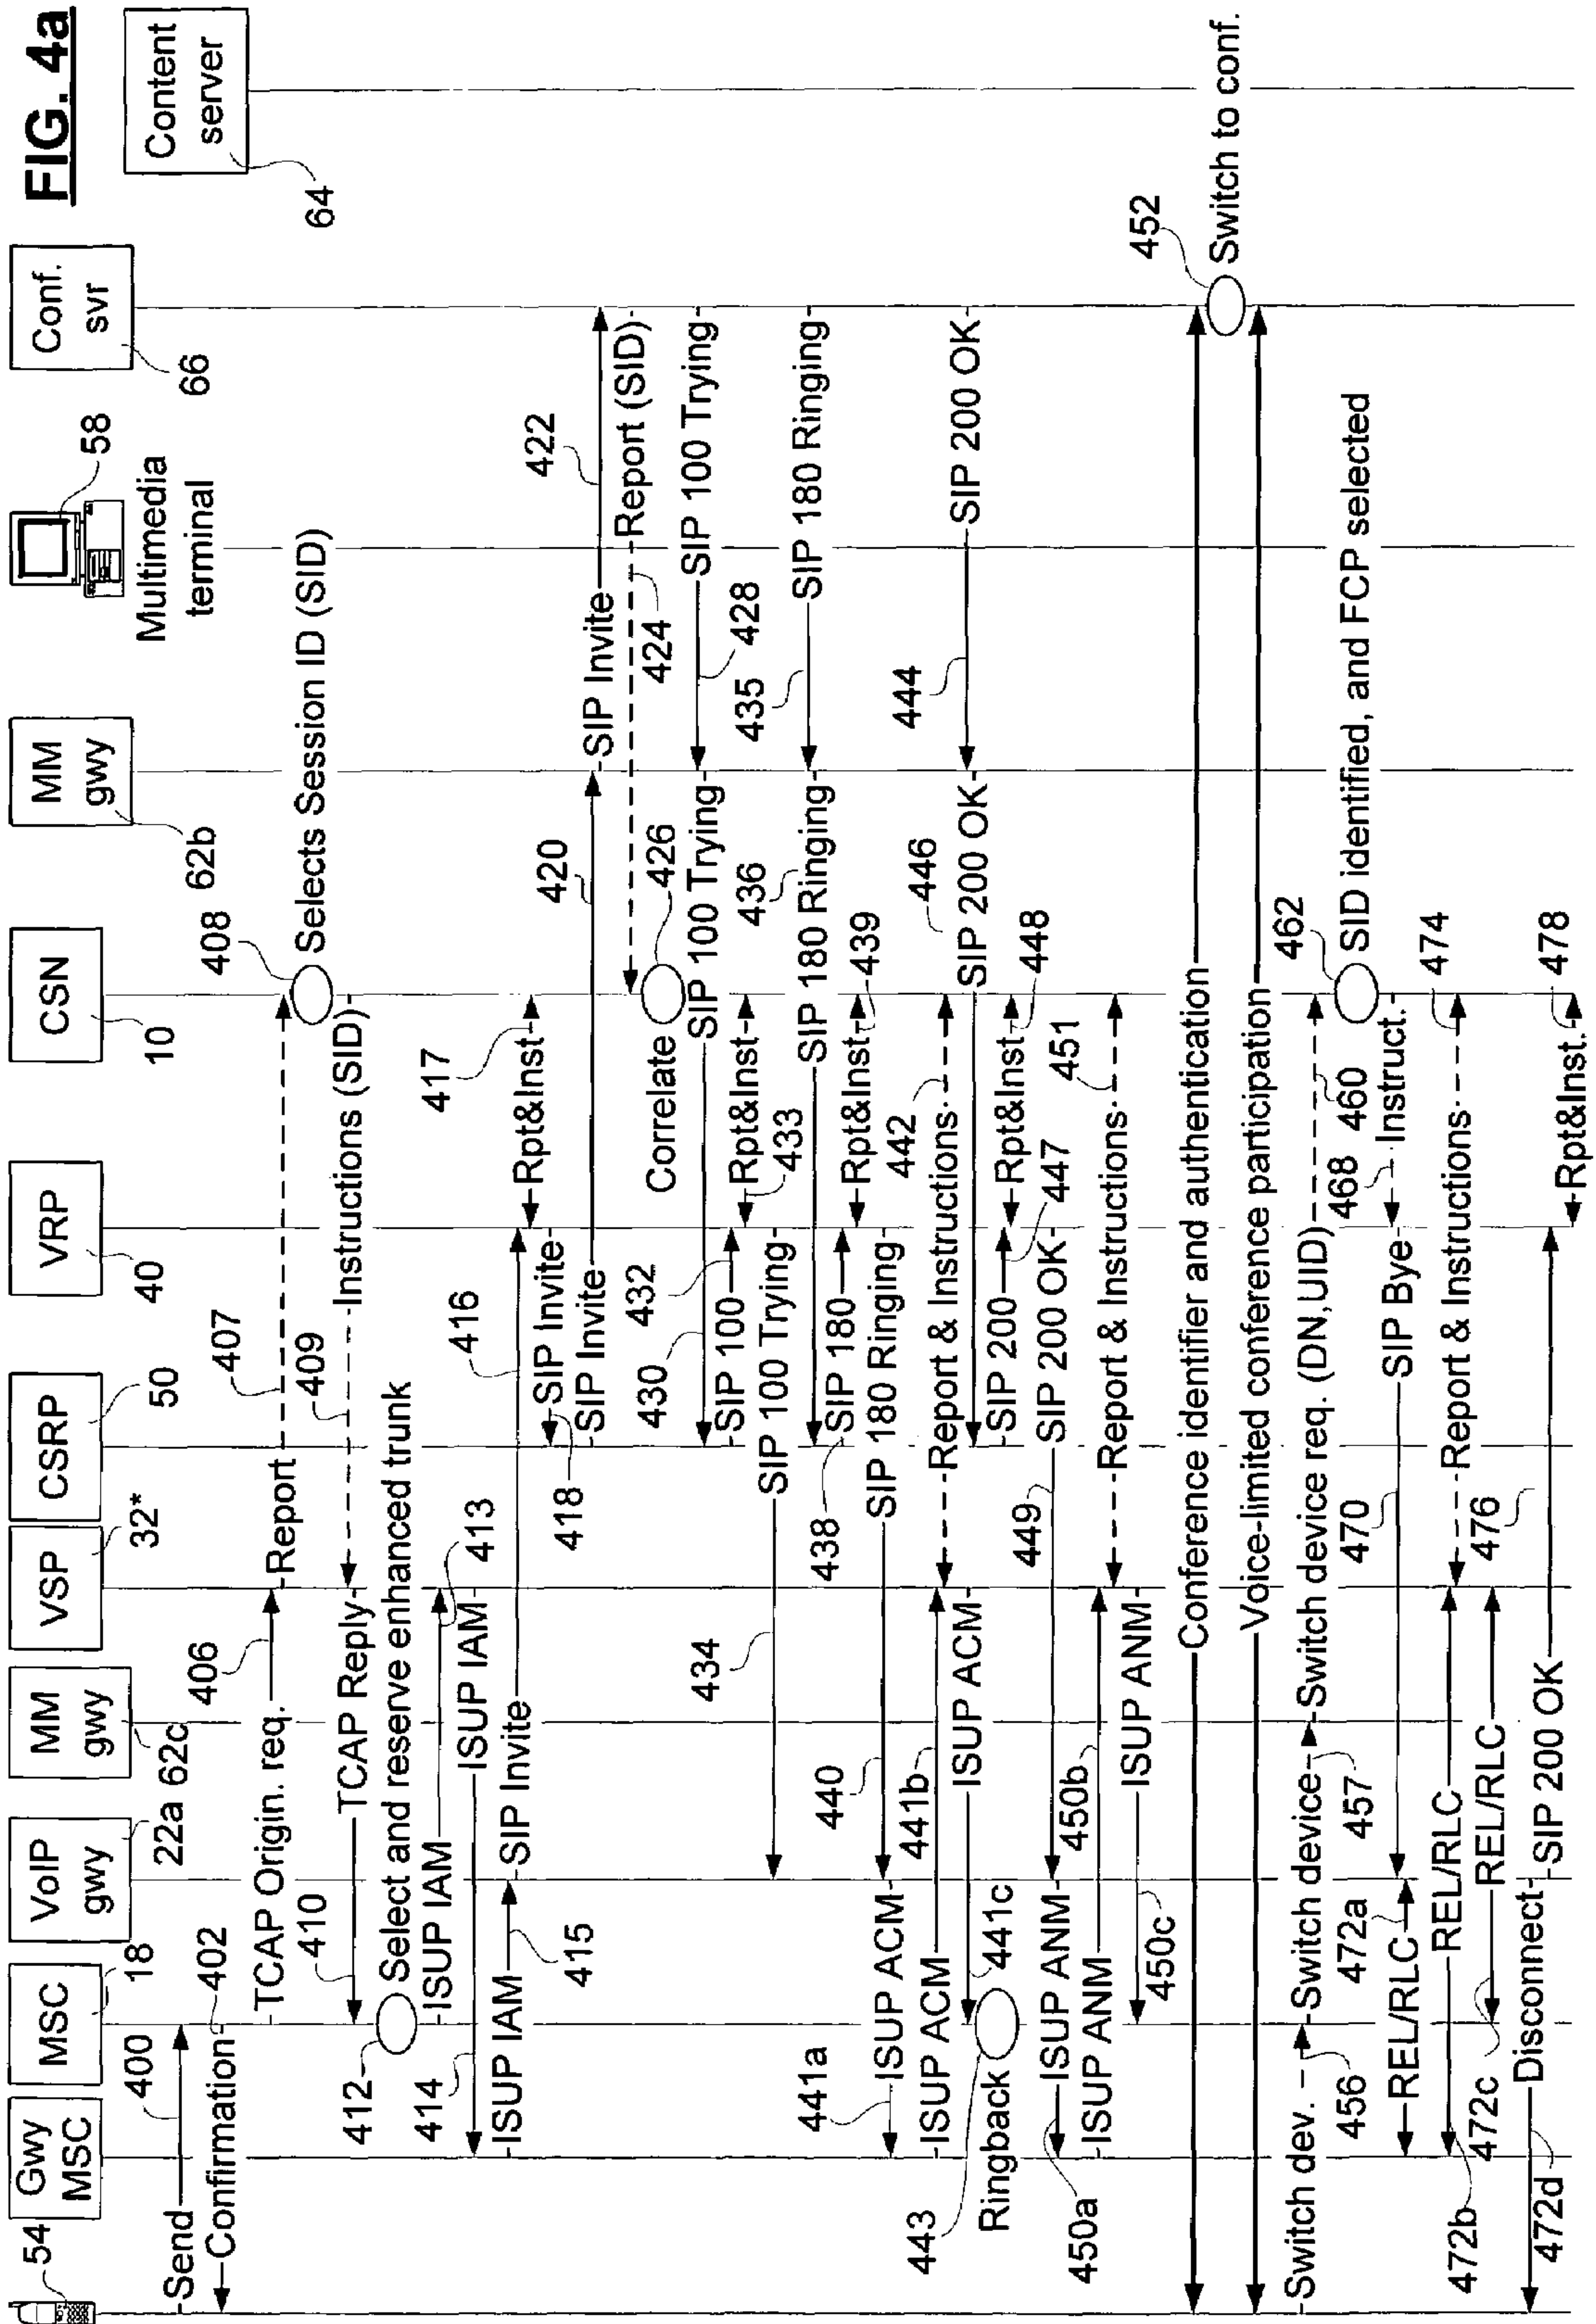 FIG. 4a
54
Gwy
MSC
MSC
18
VoIP
gwy
22a
MM
gwy
62c
VSP
32*
CSRP
50
VRP
40
CSN
10
MM
gwy
62b
58
Multimedia
terminal
Conf.
svr
66
Content
server
64
Send
400
Confirmation
402
TCAP Origin. req.
406
Report
407
408
Selects Session ID (SID)
Instructions (SID)
409
TCAP Reply
410
412
Select and reserve enhanced trunk
ISUP IAM
413
ISUP IAM
414
ISUP IAM
415
SIP Invite
416
Rpt&Inst
417
SIP Invite
418
SIP Invite
420
SIP Invite
422
Report (SID)
424
Correlate
426
SIP 100 Trying
428
SIP 100 Trying
430
SIP 100
432
Rpt&Inst
433
SIP 100 Trying
434
SIP 180 Ringing
435
SIP 180 Ringing
436
SIP 180
438
Rpt&Inst
439
SIP 180 Ringing
440
ISUP ACM
441a
ISUP ACM
441b
Report & Instructions
442
ISUP ACM
441c
443
Ringback
SIP 200 OK
444
SIP 200 OK
446
SIP 200
447
Rpt&Inst
448
SIP 200 OK
449
ISUP ANM
450a
ISUP ANM
450b
Report & Instructions
451
ISUP ANM
450c
Conference identifier and authentication
452
Switch to conf.
Voice-limited conference participation
Switch dev.
456
Switch device
457
Switch device req. (DN,UID)
460
462
SID identified, and FCP selected
Instruct.
468
SIP Bye
470
REL/RLC
472a
REL/RLC
472b
Report & Instructions
474
REL/RLC
472c
Disconnect
472d
SIP 200 OK
476
Rpt&Inst.
478